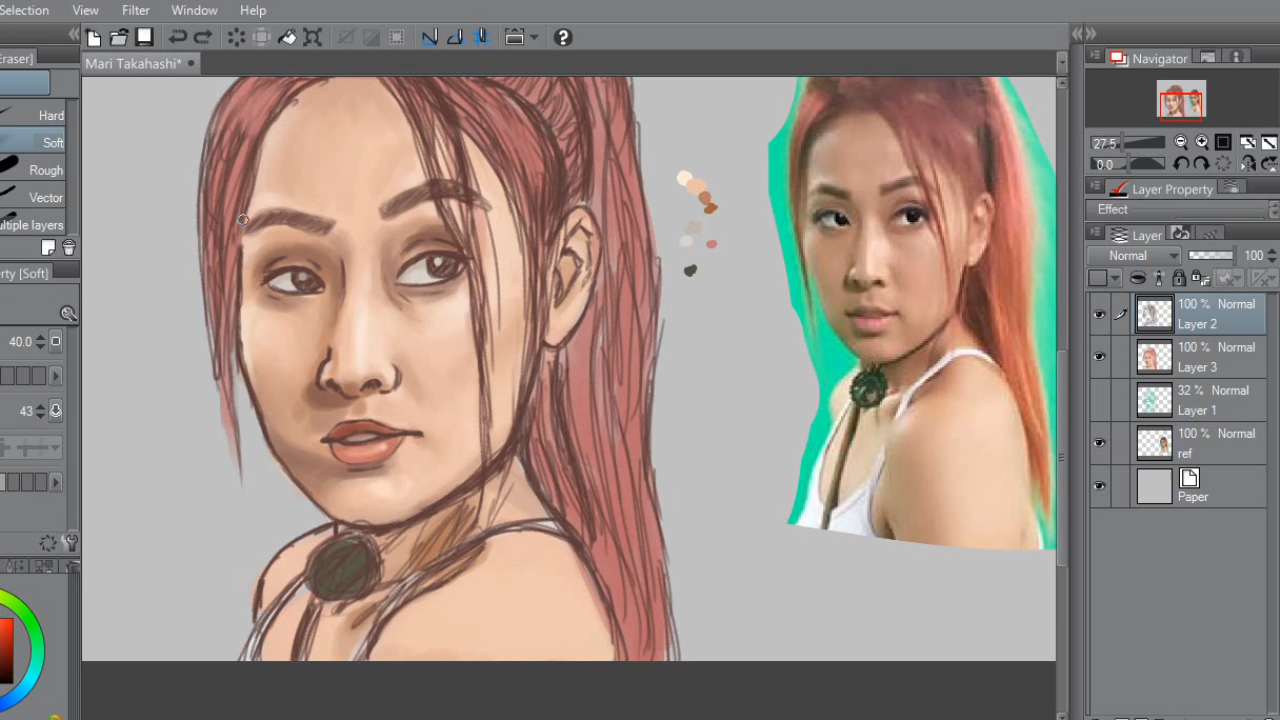 Selection View Filter Window Help
Eraser]
Mari Takahashi*
Hard
Soft
Rough
Vector
ultiple layers
rty [Soft]
40.0
43
Navigator
27.5
0.0
Layer Property
Effect
Layer
Normal 100
100 % Normal
Layer 2
100 % Normal
Layer 3
32 % Normal
Layer 1
100 % Normal
ref
Paper